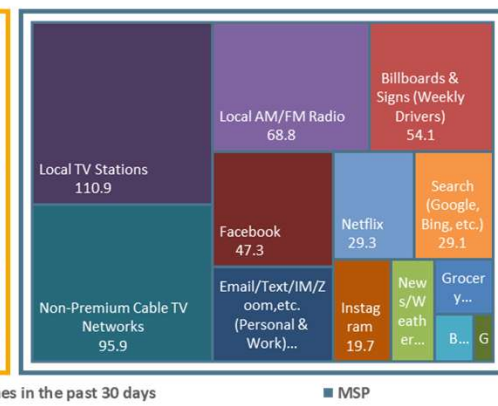 Local TV Stations
110.9
Non-Premium Cable TV
Networks
95.9
Local AM/FM Radio
68.8
Billboards &
Signs (Weekly
Drivers)
54.1
Facebook
47.3
Netflix
29.3
Search
(Google,
Bing, etc.)
29.1
Email/Text/IM/Z
oom,etc.
(Personal &
Work)...
Instag
ram
19.7
New
s/W
eath
er...
Grocer
y...
B...
G
es in the past 30 days
MSP